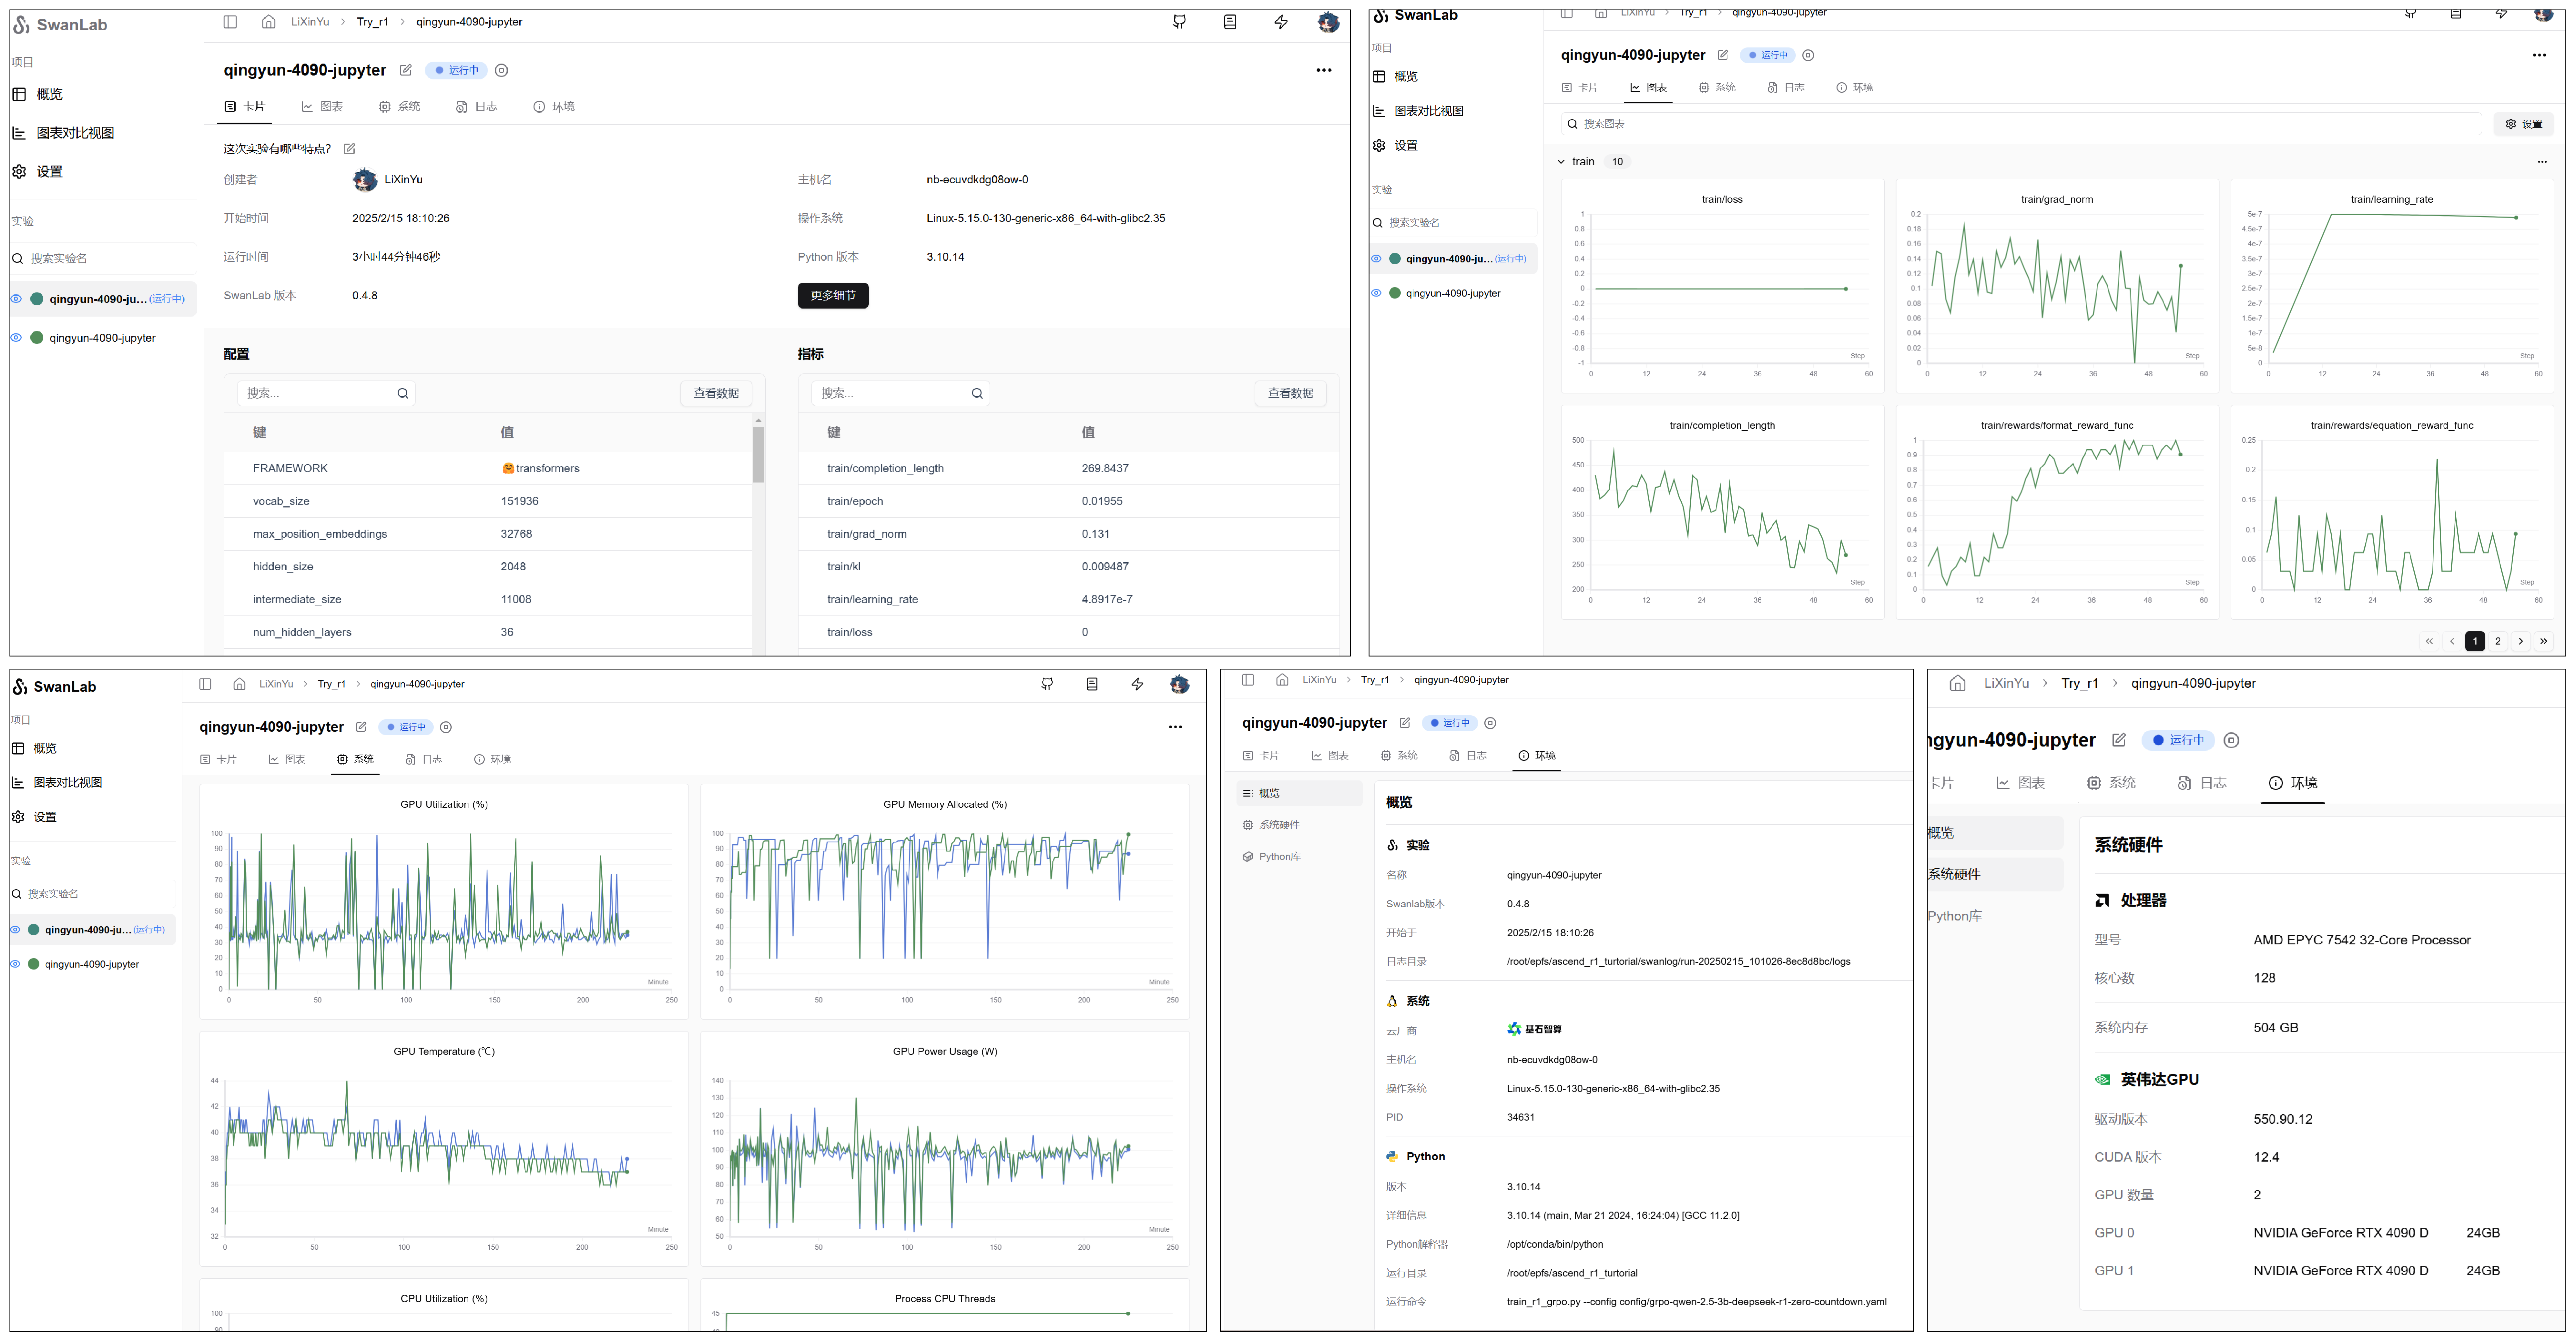 SwanLab
项目
概览
图表对比视图
设置
实验
搜索实验名
qingyun-4090-ju...(运行中)
qingyun-4090-jupyter
LiXinYu > Try_r1 > qingyun-4090-jupyter
qingyun-4090-jupyter 运行中
卡片 图表 系统 日志 环境
这次实验有哪些特点?
创建者 LiXinYu 主机名 nb-ecuvdkdg08ow-0
开始时间 2025/2/15 18:10:26 操作系统 Linux-5.15.0-130-generic-x86_64-with-glibc2.35
运行时间 3小时44分钟46秒 Python 版本 3.10.14
SwanLab 版本 0.4.8 更多细节
配置 指标
搜索... 查看数据 搜索... 查看数据
键 值 键 值
FRAMEWORK 🤗transformers train/completion_length 269.8437
vocab_size 151936 train/epoch 0.01955
max_position_embeddings 32768 train/grad_norm 0.131
hidden_size 2048 train/kl 0.009487
intermediate_size 11008 train/learning_rate 4.8917e-7
num_hidden_layers 36 train/loss 0
SwanLab
项目
概览
图表对比视图
设置
实验
搜索实验名
qingyun-4090-ju...(运行中)
qingyun-4090-jupyter
LiXinYu > Try_r1 > qingyun-4090-jupyter
qingyun-4090-jupyter 运行中
卡片 图表 系统 日志 环境
搜索图表 设置
train 10
train/loss
1
0.8
0.6
0.4
0.2
0
-0.2
-0.4
-0.6
-0.8
-1
Step
0 12 24 36 48 60
train/grad_norm
0.2
0.18
0.16
0.14
0.12
0.1
0.08
0.06
0.04
0.02
0
Step
0 12 24 36 48 60
train/learning_rate
5e-7
4.5e-7
4e-7
3.5e-7
3e-7
2.5e-7
2e-7
1.5e-7
1e-7
5e-8
0
Step
0 12 24 36 48 60
train/completion_length
500
450
400
350
300
250
200
Step
0 12 24 36 48 60
train/rewards/format_reward_func
1
0.9
0.8
0.7
0.6
0.5
0.4
0.3
0.2
0.1
0
Step
0 12 24 36 48 60
train/rewards/equation_reward_func
0.25
0.2
0.15
0.1
0.05
0
Step
0 12 24 36 48 60
1 2
SwanLab
项目
概览
图表对比视图
设置
实验
搜索实验名
qingyun-4090-ju...(运行中)
qingyun-4090-jupyter
LiXinYu > Try_r1 > qingyun-4090-jupyter
qingyun-4090-jupyter 运行中
卡片 图表 系统 日志 环境
GPU Utilization (%)
100
90
80
70
60
50
40
30
20
10
0
Minute
0 50 100 150 200 250
GPU Memory Allocated (%)
100
90
80
70
60
50
40
30
20
10
0
Minute
0 50 100 150 200 250
GPU Temperature (℃)
44
42
40
38
36
34
32
Minute
0 50 100 150 200 250
GPU Power Usage (W)
140
130
120
110
100
90
80
70
60
50
Minute
0 50 100 150 200 250
CPU Utilization (%)
100
90
Process CPU Threads
45
LiXinYu > Try_r1 > qingyun-4090-jupyter
qingyun-4090-jupyter 运行中
卡片 图表 系统 日志 环境
概览
系统硬件
Python库
概览
实验
名称 qingyun-4090-jupyter
Swanlab版本 0.4.8
开始于 2025/2/15 18:10:26
日志目录 /root/epfs/ascend_r1_turtorial/swanlog/run-20250215_101026-8ec8d8bc/logs
系统
云厂商 基石智算
主机名 nb-ecuvdkdg08ow-0
操作系统 Linux-5.15.0-130-generic-x86_64-with-glibc2.35
PID 34631
Python
版本 3.10.14
详细信息 3.10.14 (main, Mar 21 2024, 16:24:04) [GCC 11.2.0]
Python解释器 /opt/conda/bin/python
运行目录 /root/epfs/ascend_r1_turtorial
运行命令 train_r1_grpo.py --config config/grpo-qwen-2.5-3b-deepseek-r1-zero-countdown.yaml
LiXinYu > Try_r1 > qingyun-4090-jupyter
ngyun-4090-jupyter 运行中
卡片 图表 系统 日志 环境
概览
系统硬件
Python库
系统硬件
处理器
型号 AMD EPYC 7542 32-Core Processor
核心数 128
系统内存 504 GB
英伟达GPU
驱动版本 550.90.12
CUDA 版本 12.4
GPU 数量 2
GPU 0 NVIDIA GeForce RTX 4090 D 24GB
GPU 1 NVIDIA GeForce RTX 4090 D 24GB